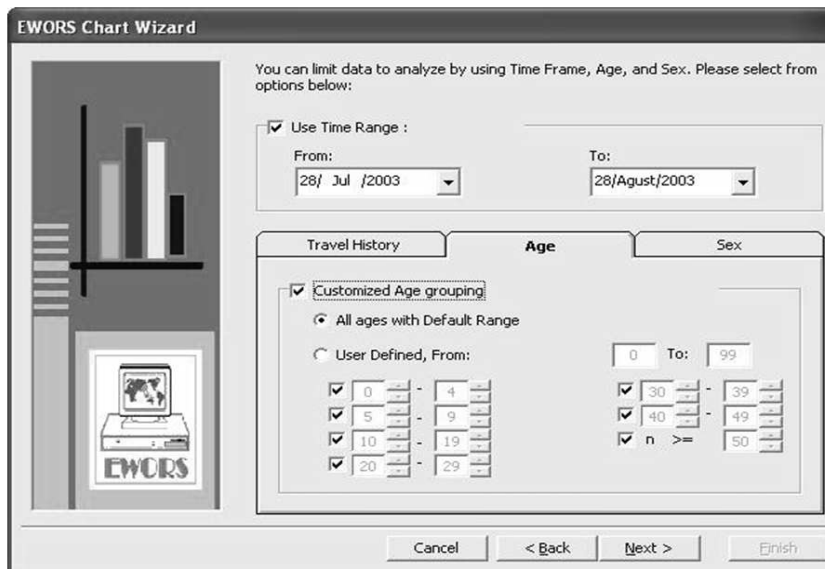 EWORS Chart Wizard
You can limit data to analyze by using Time Frame, Age, and Sex. Please select from
options below:
Use Time Range :
From: To:
28/ Jul /2003 28/Agust/2003
Travel History Age Sex
Customized Age grouping
All ages with Default Range
User Defined, From: 0 To: 99
0 - 4 30 - 39
5 - 9 40 - 49
10 - 19 n >= 50
20 - 29
EWORS
Cancel < Back Next > Finish